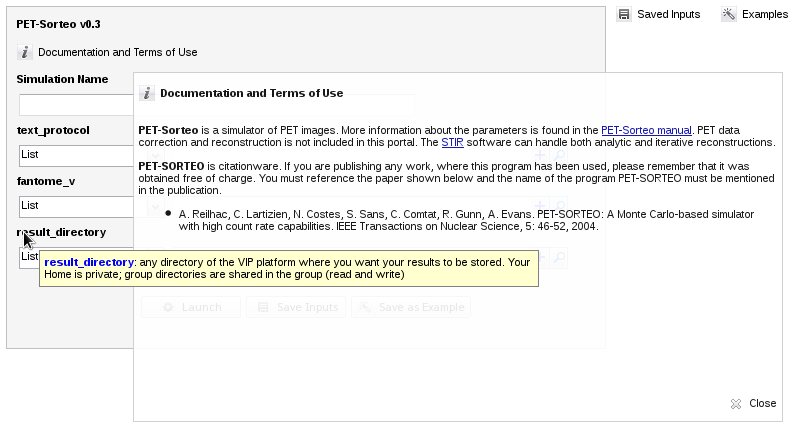 PET-Sorteo v0.3
Saved Inputs
Examples
Documentation and Terms of Use
Simulation Name
text_protocol
List
fantome_v
List
result_directory
List
Documentation and Terms of Use
PET-Sorteo is a simulator of PET images. More information about the parameters is found in the PET-Sorteo manual. PET data
correction and reconstruction is not included in this portal. The STIR software can handle both analytic and iterative reconstructions.
PET-SORTEO is citationware. If you are publishing any work, where this program has been used, please remember that it was
obtained free of charge. You must reference the paper shown below and the name of the program PET-SORTEO must be mentioned
in the publication.
• A. Reilhac, C. Lartizien, N. Costes, S. Sans, C. Comtat, R. Gunn, A. Evans. PET-SORTEO: A Monte Carlo-based simulator
with high count rate capabilities. IEEE Transactions on Nuclear Science, 5: 46-52, 2004.
result_directory: any directory of the VIP platform where you want your results to be stored. Your
Home is private; group directories are shared in the group (read and write)
Launch
Save Inputs
Save as Example
Close